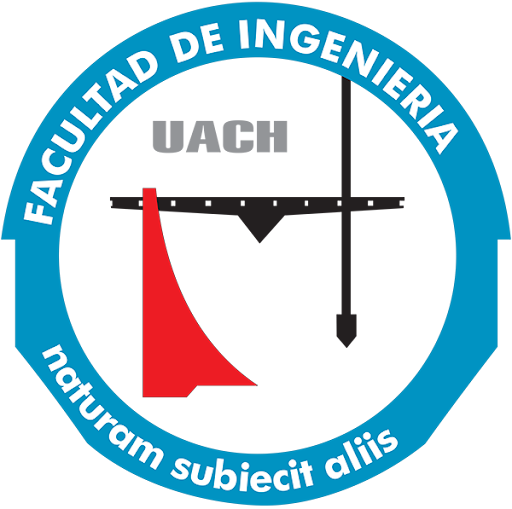 FACULTAD DE INGENIERIA
UACH
naturam subiecit aliis